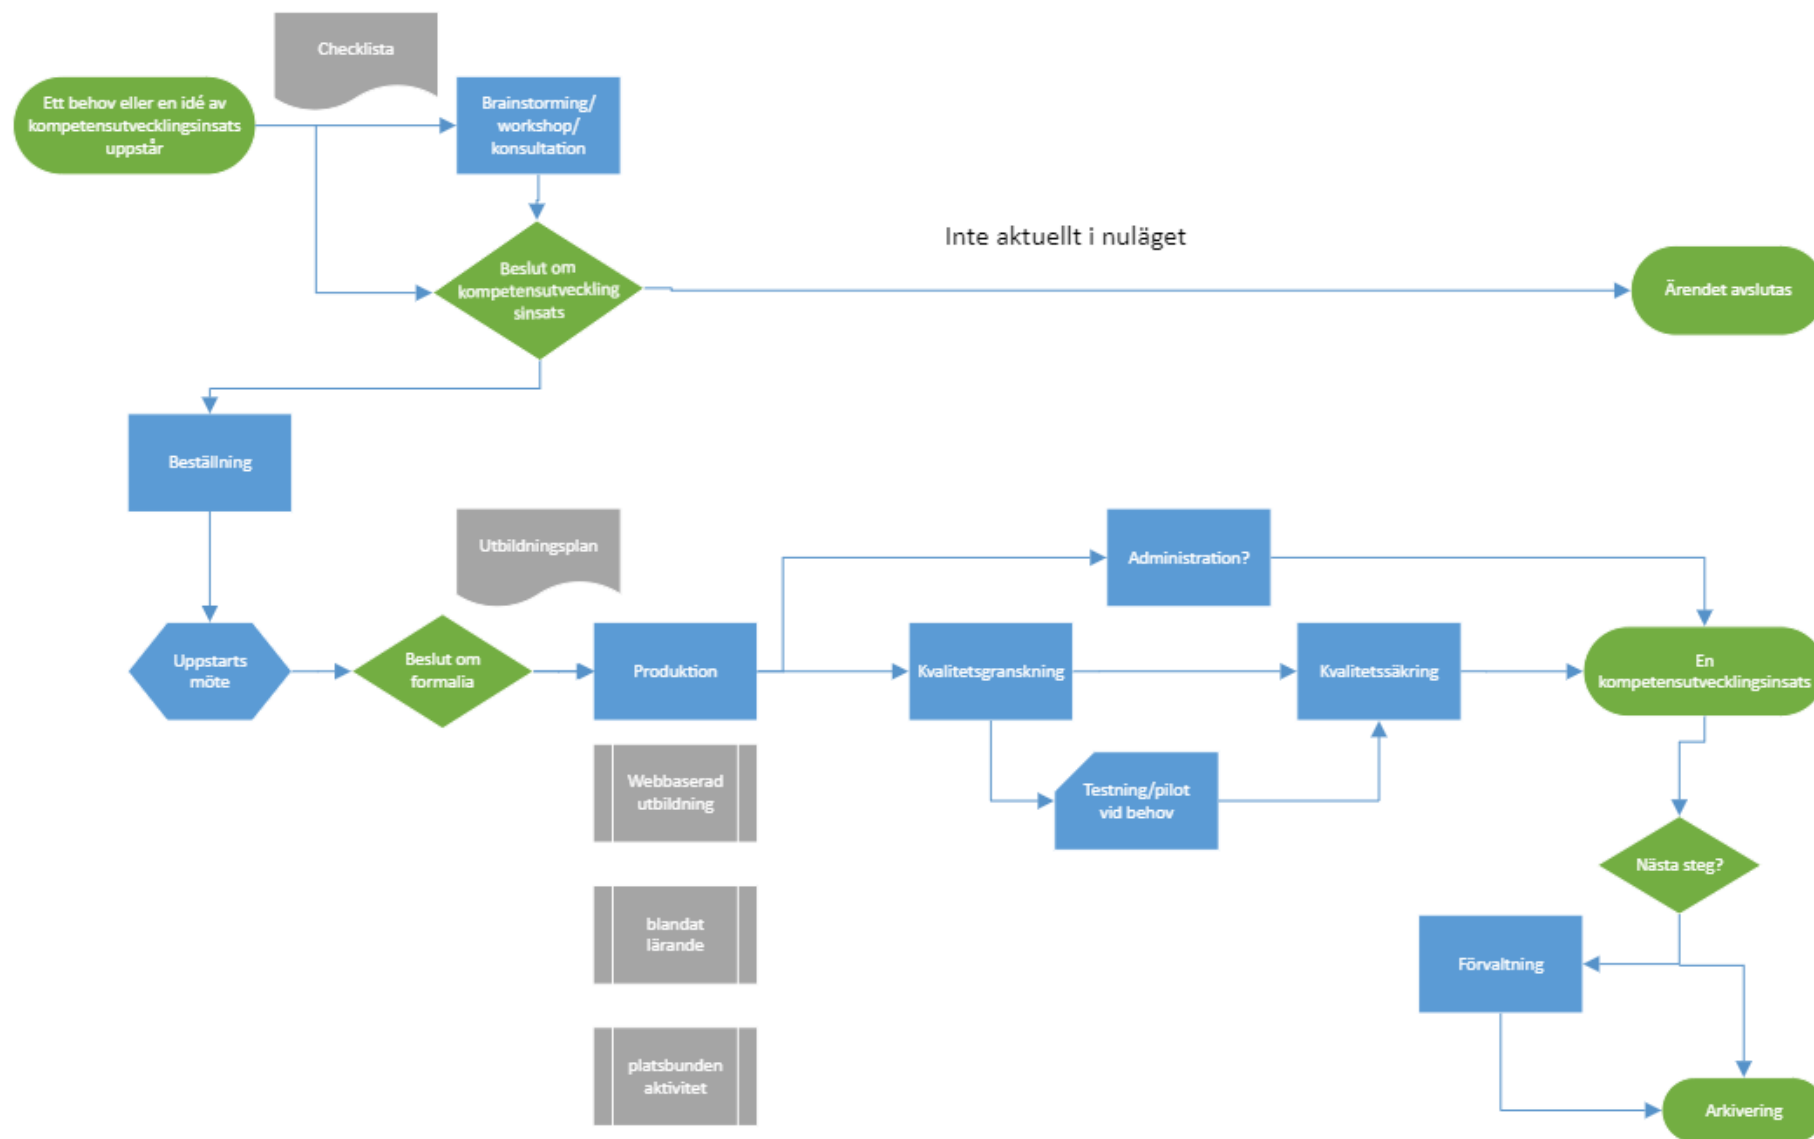 Checklista
Ett behov eller en idé av
kompetensutvecklingsinsats
uppstår
Brainstorming/
workshop/
konsultation
Inte aktuellt i nuläget
Beslut om
kompetensutveckling
sinsats
Ärendet avslutas
Beställning
Utbildningsplan
Administration?
Uppstarts
möte
Beslut om
formalia
Produktion
Kvalitetsgranskning
Kvalitetssäkring
En
kompetensutvecklingsinsats
Webbaserad
utbildning
Testning/pilot
vid behov
Nästa steg?
blandat
lärande
Förvaltning
platsbunden
aktivitet
Arkivering